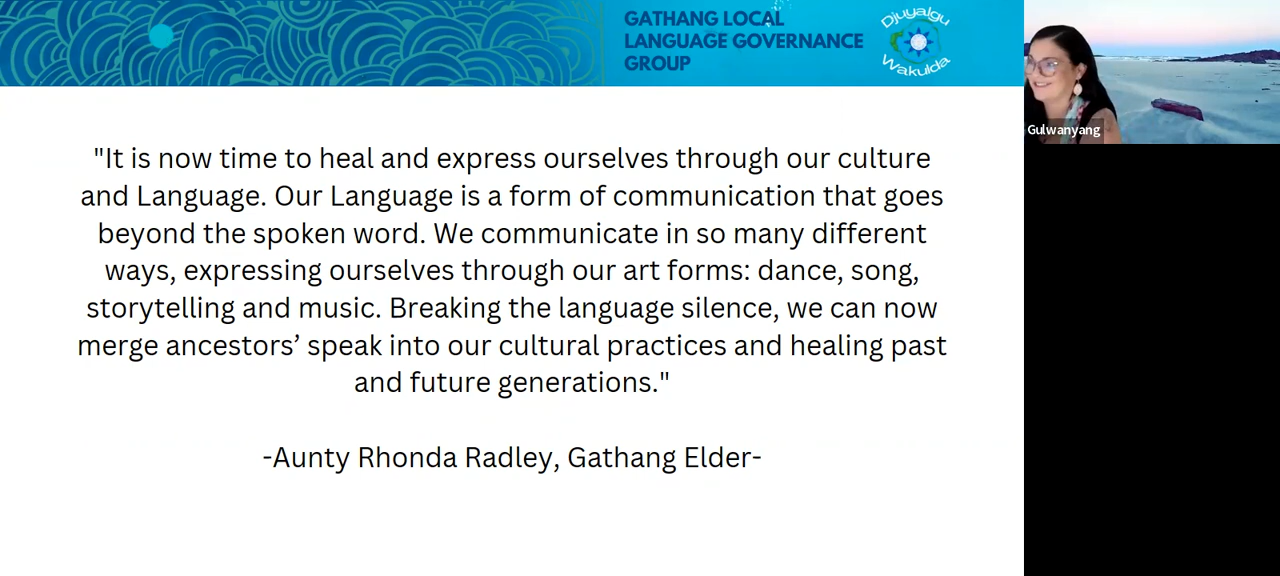 GATHANG LOCAL
LANGUAGE GOVERNANCE
GROUP
Djuyalgu
Wakulda
Gulwanyang
"It is now time to heal and express ourselves through our culture
and Language. Our Language is a form of communication that goes
beyond the spoken word. We communicate in so many different
ways, expressing ourselves through our art forms: dance, song,
storytelling and music. Breaking the language silence, we can now
merge ancestors’ speak into our cultural practices and healing past
and future generations."
-Aunty Rhonda Radley, Gathang Elder-